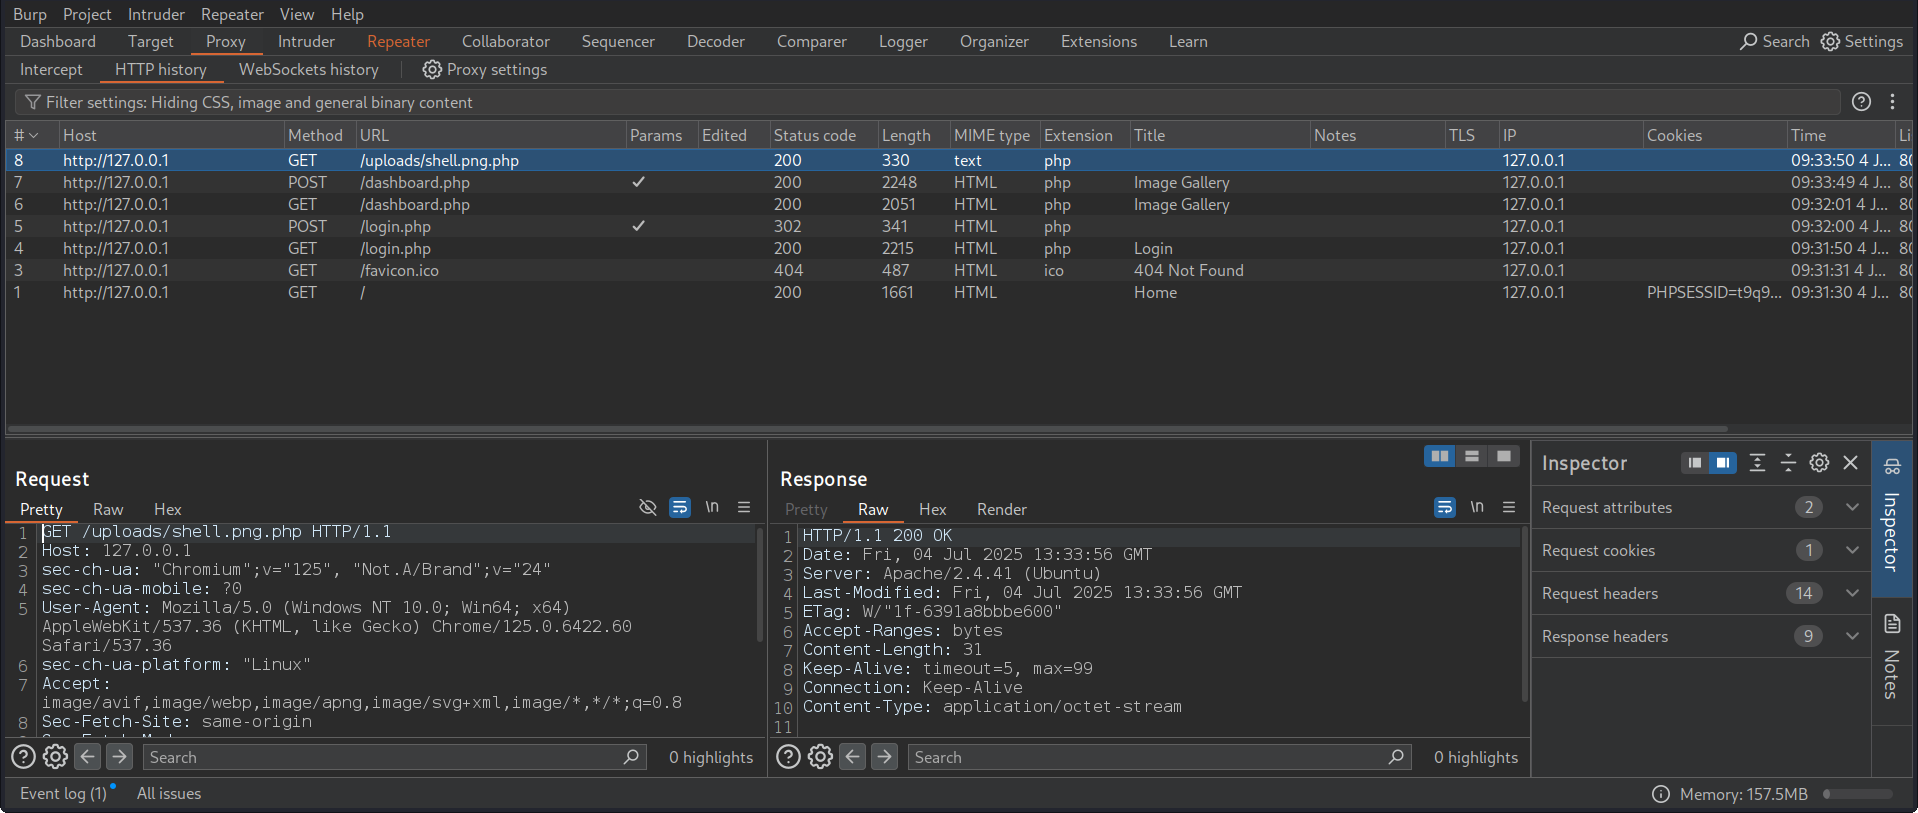 Burp Project Intruder Repeater View Help
Dashboard Target Proxy Intruder Repeater Collaborator Sequencer Decoder Comparer Logger Organizer Extensions Learn Search Settings
Intercept HTTP history WebSockets history Proxy settings
Filter settings: Hiding CSS, image and general binary content
# Host Method URL Params Edited Status code Length MIME type Extension Title Notes TLS IP Cookies Time Li
8 http://127.0.0.1 GET /uploads/shell.png.php 200 330 text php 127.0.0.1 09:33:50 4 J... 80
7 http://127.0.0.1 POST /dashboard.php ✓ 200 2248 HTML php Image Gallery 127.0.0.1 09:33:49 4 J... 80
6 http://127.0.0.1 GET /dashboard.php 200 2051 HTML php Image Gallery 127.0.0.1 09:32:01 4 J... 80
5 http://127.0.0.1 POST /login.php ✓ 302 341 HTML php 127.0.0.1 09:32:00 4 J... 80
4 http://127.0.0.1 GET /login.php 200 2215 HTML php Login 127.0.0.1 09:31:50 4 J... 80
3 http://127.0.0.1 GET /favicon.ico 404 487 HTML ico 404 Not Found 127.0.0.1 09:31:31 4 J... 80
1 http://127.0.0.1 GET / 200 1661 HTML Home 127.0.0.1 PHPSESSID=t9q9... 09:31:30 4 J... 80
Request
Pretty Raw Hex \n
1 GET /uploads/shell.png.php HTTP/1.1
2 Host: 127.0.0.1
3 sec-ch-ua: "Chromium";v="125", "Not.A/Brand";v="24"
4 sec-ch-ua-mobile: ?0
5 User-Agent: Mozilla/5.0 (Windows NT 10.0; Win64; x64)
AppleWebKit/537.36 (KHTML, like Gecko) Chrome/125.0.6422.60
Safari/537.36
6 sec-ch-ua-platform: "Linux"
7 Accept:
image/avif,image/webp,image/apng,image/svg+xml,image/*,*/*;q=0.8
8 Sec-Fetch-Site: same-origin
Search 0 highlights
Response
Pretty Raw Hex Render \n
1 HTTP/1.1 200 OK
2 Date: Fri, 04 Jul 2025 13:33:56 GMT
3 Server: Apache/2.4.41 (Ubuntu)
4 Last-Modified: Fri, 04 Jul 2025 13:33:56 GMT
5 ETag: W/"1f-6391a8bbbe600"
6 Accept-Ranges: bytes
7 Content-Length: 31
8 Keep-Alive: timeout=5, max=99
9 Connection: Keep-Alive
10 Content-Type: application/octet-stream
11
Search 0 highlights
Inspector
Request attributes 2
Request cookies 1
Request headers 14
Response headers 9
Inspector
Notes
Event log (1) All issues Memory: 157.5MB